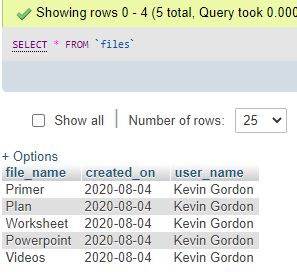 Showing rows 0 - 4 (5 total, Query took 0.000
SELECT * FROM `files`
Show all | Number of rows: 25
+ Options
file_name created_on user_name
Primer 2020-08-04 Kevin Gordon
Plan 2020-08-04 Kevin Gordon
Worksheet 2020-08-04 Kevin Gordon
Powerpoint 2020-08-04 Kevin Gordon
Videos 2020-08-04 Kevin Gordon